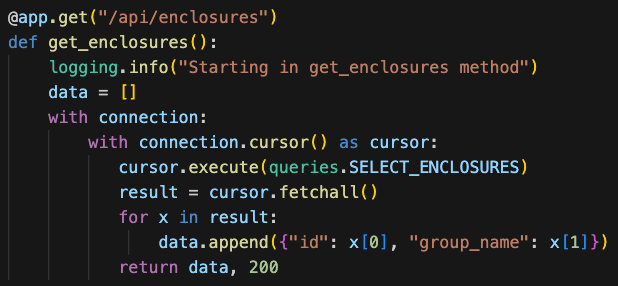 @app.get("/api/enclosures")
def get_enclosures():
    logging.info("Starting in get_enclosures method")
    data = []
    with connection:
        with connection.cursor() as cursor:
            cursor.execute(queries.SELECT_ENCLOSURES)
            result = cursor.fetchall()
            for x in result:
                data.append({"id": x[0], "group_name": x[1]})
            return data, 200